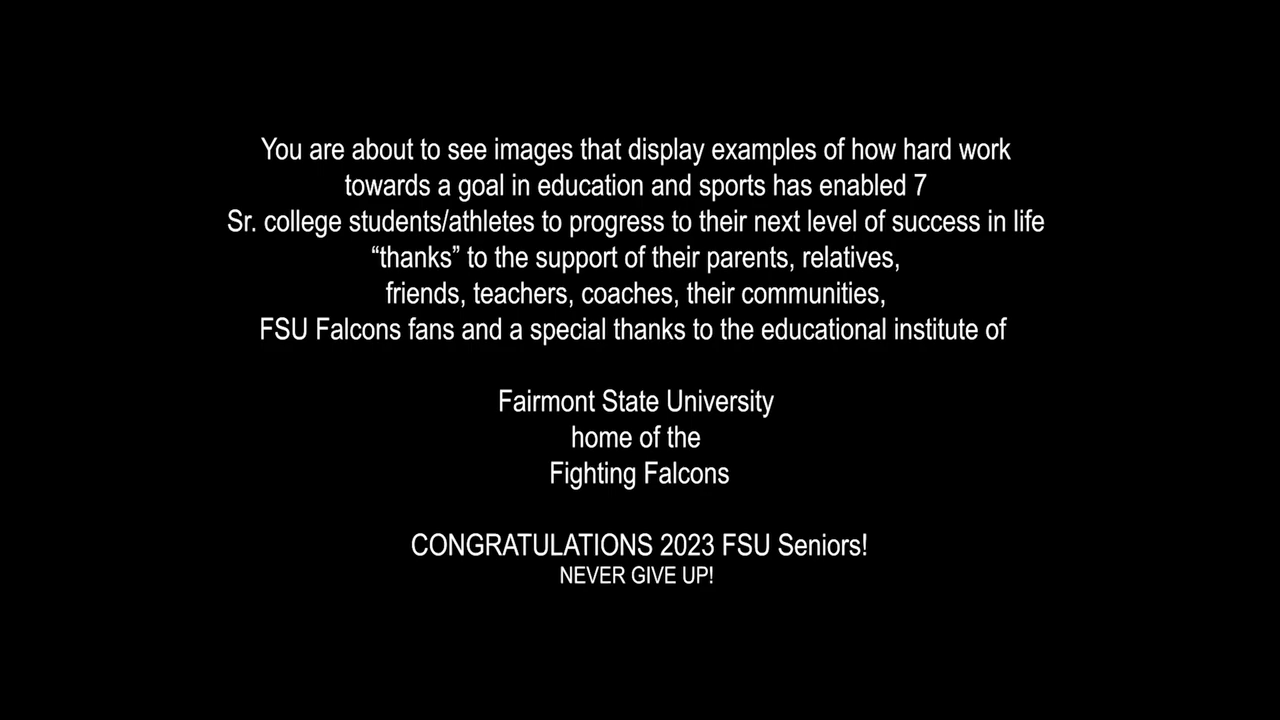 You are about to see images that display examples of how hard work
towards a goal in education and sports has enabled 7
Sr. college students/athletes to progress to their next level of success in life
“thanks” to the support of their parents, relatives,
friends, teachers, coaches, their communities,
FSU Falcons fans and a special thanks to the educational institute of
Fairmont State University
home of the
Fighting Falcons
CONGRATULATIONS 2023 FSU Seniors!
NEVER GIVE UP!